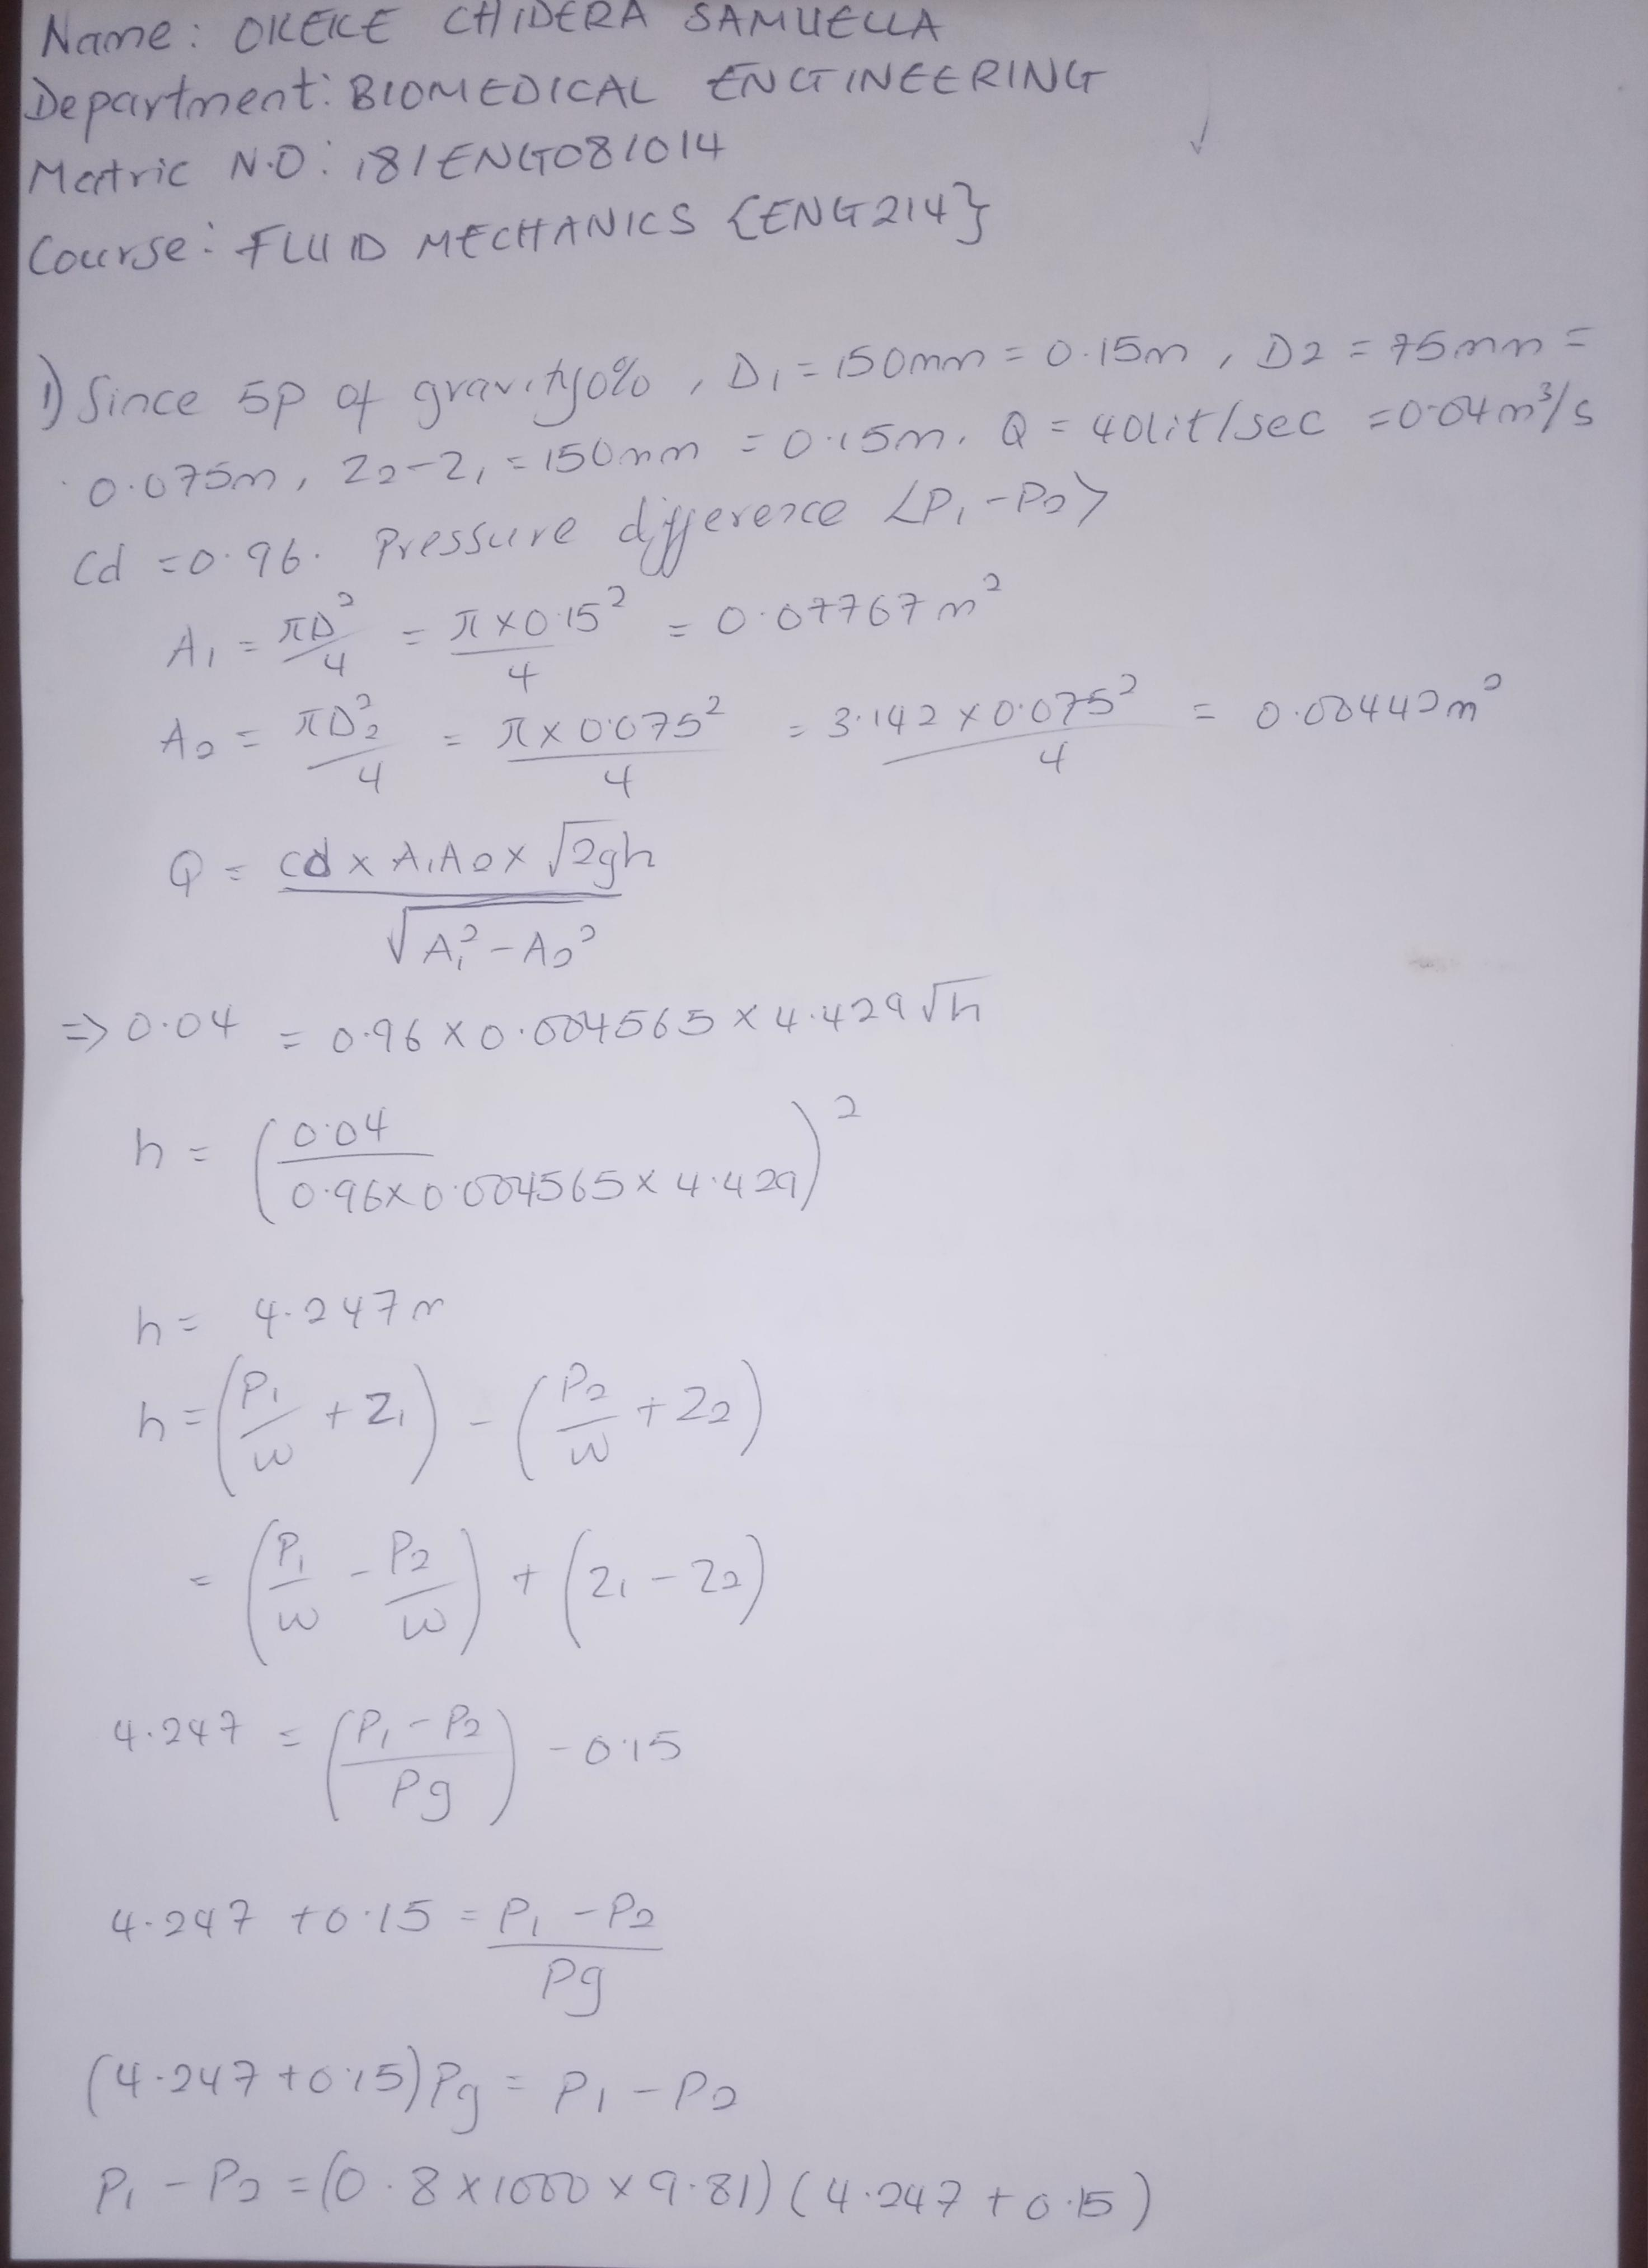 Name: OKEKE CHIDERA SAMUELLA
Department: BIOMEDICAL ENGINEERING
Matric N.O: 18/ENG08/014
Course: FLUID MECHANICS {ENG214}
1) Since sp of gravity 0%, D1 = 150mm = 0.15m, D2 = 75mm =
0.075m, Z2-Z1 = 150mm = 0.15m. Q = 40lit/sec = 0.04m³/s
Cd = 0.96. Pressure difference <P1-P2>
A1 = πD²/4 = π×0.15²/4 = 0.07767m²
A2 = πD2²/4 = π×0.075²/4 = 3.142×0.075²/4 = 0.00442m²
Q = cd × A1A2 × √2gh / √A1²-A2²
=> 0.04 = 0.96 × 0.004565 × 4.429√h
h = (0.04 / 0.96×0.004565×4.429)²
h = 4.247m
h = (P1/w + Z1) - (P2/w + Z2)
= (P1/w - P2/w) + (Z1 - Z2)
4.247 = (P1-P2/Pg) - 0.15
4.247 + 0.15 = P1 - P2/Pg
(4.247+0.15)Pg = P1 - P2
P1 - P2 = (0.8×1000×9.81)(4.247+0.15)